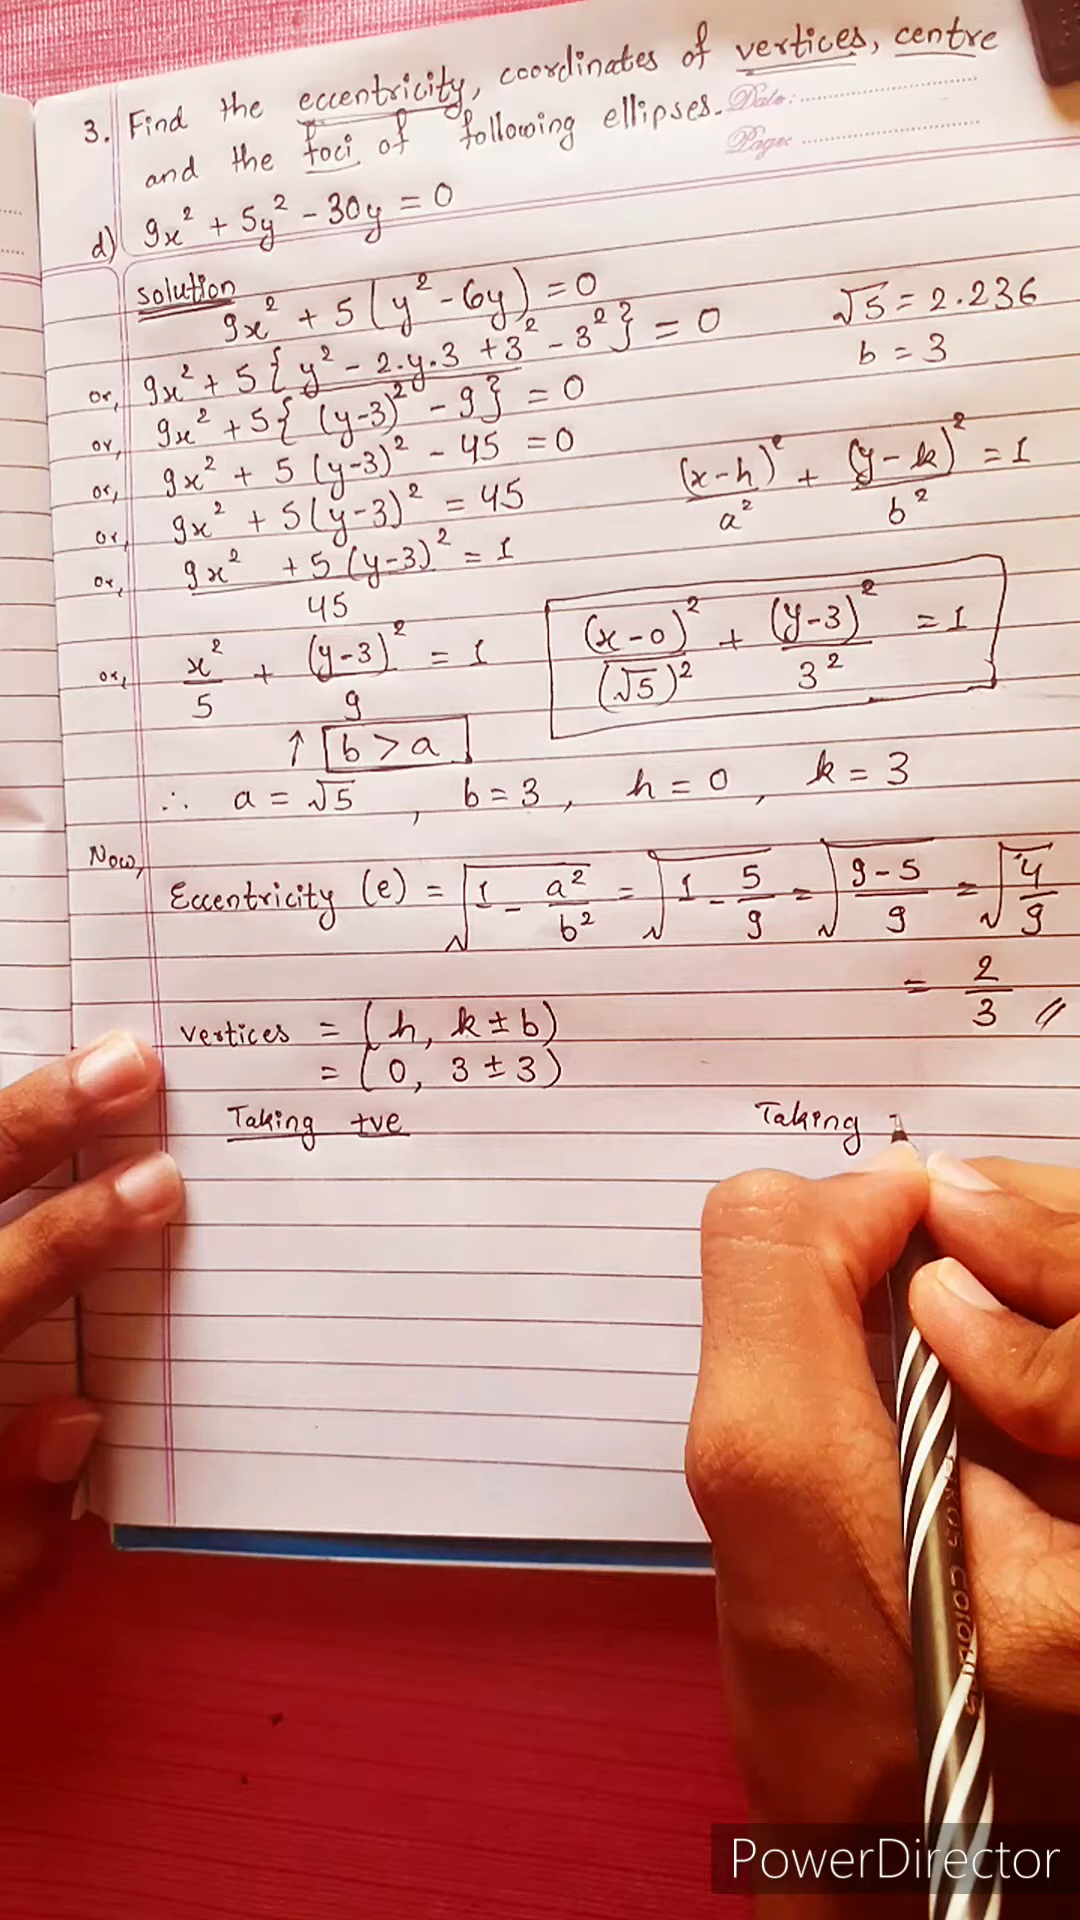 3. Find the eccentricity, coordinates of vertices, centre
and the foci of following ellipses.
Date:
Page:
d) 9x² + 5y² - 30y = 0
solution
9x² + 5(y² - 6y) = 0
√5 = 2.236
or, 9x² + 5{y² - 2.y.3 + 3² - 3²} = 0
b = 3
or, 9x² + 5{(y-3)² - 9} = 0
or, 9x² + 5(y-3)² - 45 = 0
(x-h)²/a² + (y-k)²/b² = 1
or, 9x² + 5(y-3)² = 45
or, 9x² + 5(y-3)² / 45 = 1
or, x²/5 + (y-3)²/9 = 1
(x-0)²/(√5)² + (y-3)²/3² = 1
↑ b > a
∴ a = √5, b = 3, h = 0, k = 3
Now,
Eccentricity (e) = √(1 - a²/b²) = √(1 - 5/9) = √((9-5)/9) = √(4/9)
= 2/3 //
vertices = (h, k ± b)
= (0, 3 ± 3)
Taking +ve
Taking
PowerDirector